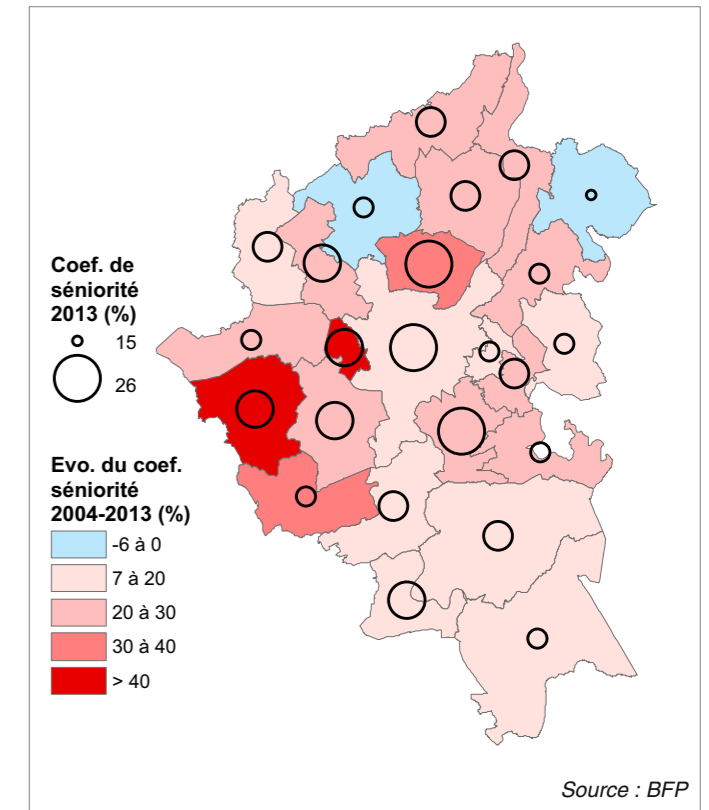 Coef. de
séniorité
2013 (%)
15
26
Evo. du coef.
séniorité
2004-2013 (%)
-6 à 0
7 à 20
20 à 30
30 à 40
> 40
Source : BFP